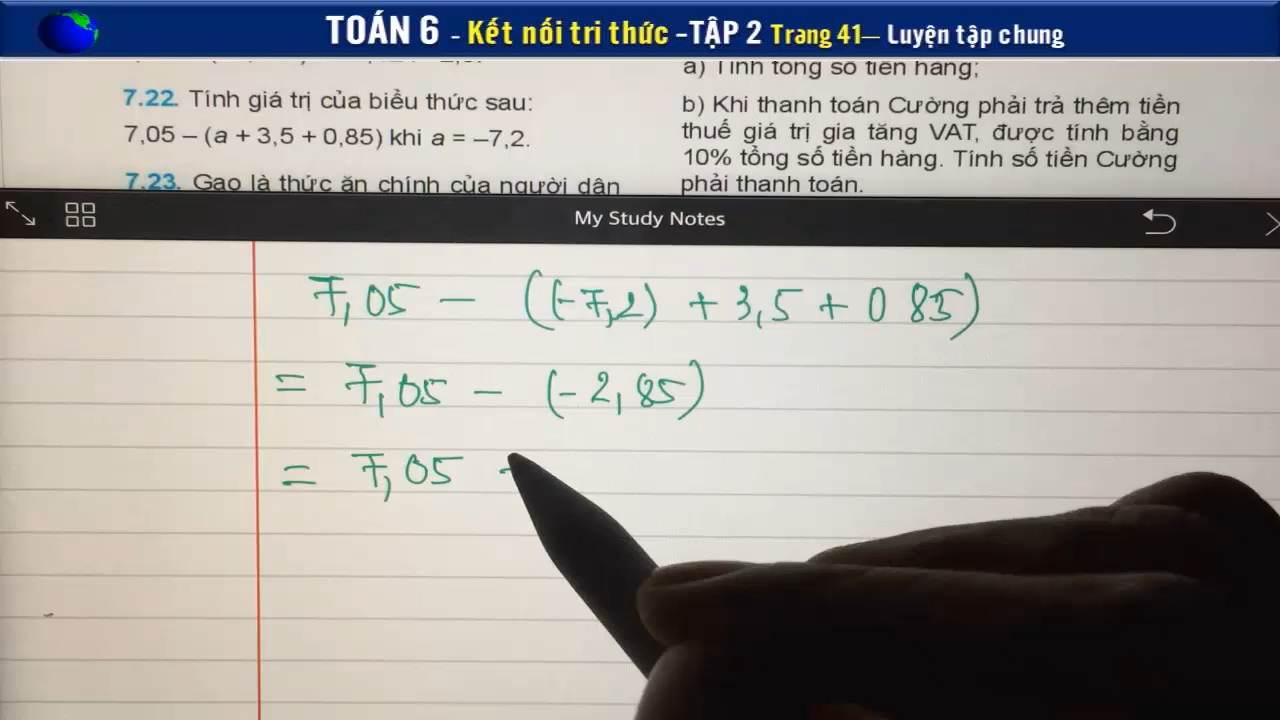 TOÁN 6 - Kết nối tri thức -TẬP 2 Trang 41– Luyện tập chung
7.22. Tính giá trị của biểu thức sau:
7,05 – (a + 3,5 + 0,85) khi a = –7,2.
7.23. Gạo là thức ăn chính của người dân
a) Tính tổng số tiền hàng;
b) Khi thanh toán Cường phải trả thêm tiền
thuế giá trị gia tăng VAT, được tính bằng
10% tổng số tiền hàng. Tính số tiền Cường
phải thanh toán.
My Study Notes
7,05 – ((-7,2) + 3,5 + 0 85)
= 7,05 – (-2,85)
= 7,05